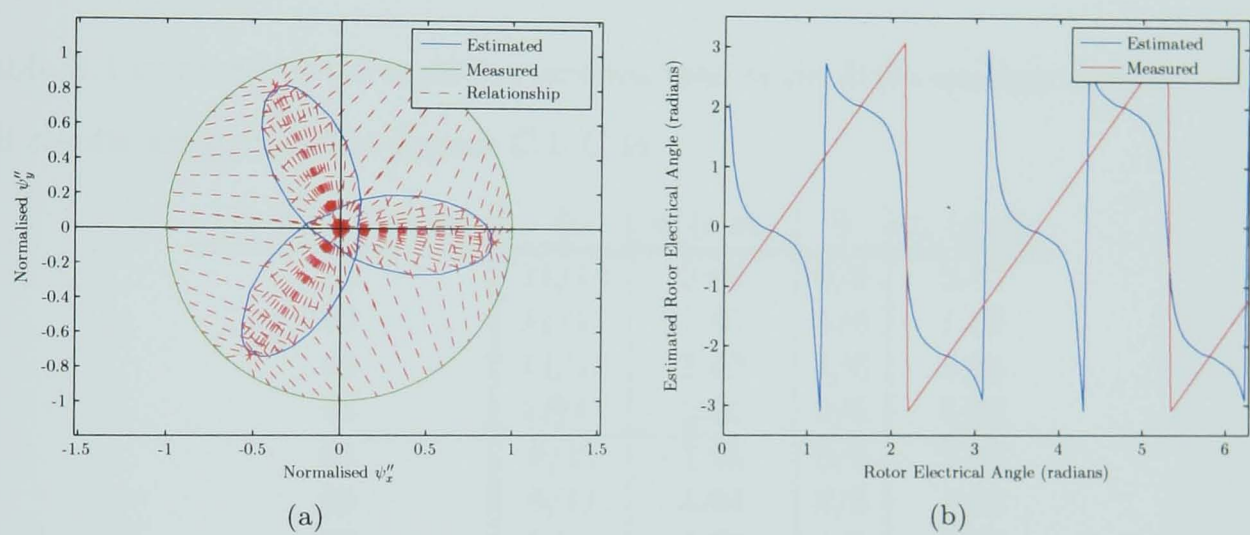 Estimated
Measured
Relationship
1
0.8
0.6
0.4
0.2
0
-0.2
-0.4
-0.6
-0.8
-1
-1.5
-1
-0.5
0
0.5
1
1.5
Normalised ψ''y
Normalised ψ''x
(a)
Estimated
Measured
3
2
1
0
-1
-2
-3
0
1
2
3
4
5
6
Estimated Rotor Electrical Angle (radians)
Rotor Electrical Angle (radians)
(b)